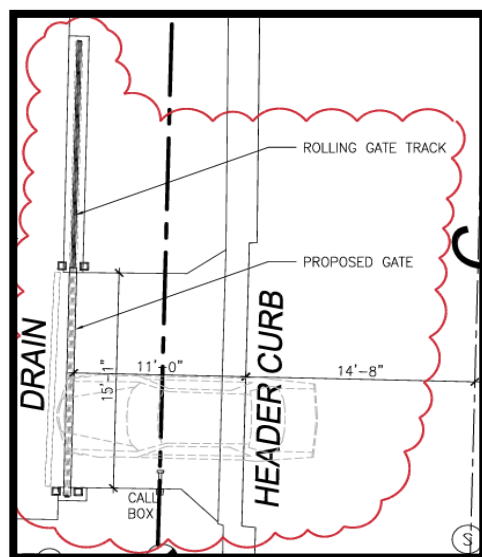 ROLLING GATE TRACK
PROPOSED GATE
DRAIN
HEADER CURB
11'-0"
14'-8"
15'-1"
CALL
BOX
S